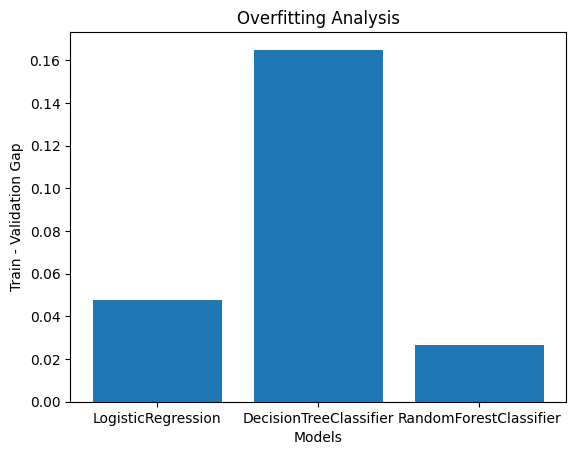 Overfitting Analysis
Train - Validation Gap
0.16
0.14
0.12
0.10
0.08
0.06
0.04
0.02
0.00
LogisticRegression DecisionTreeClassifier RandomForestClassifier
Models